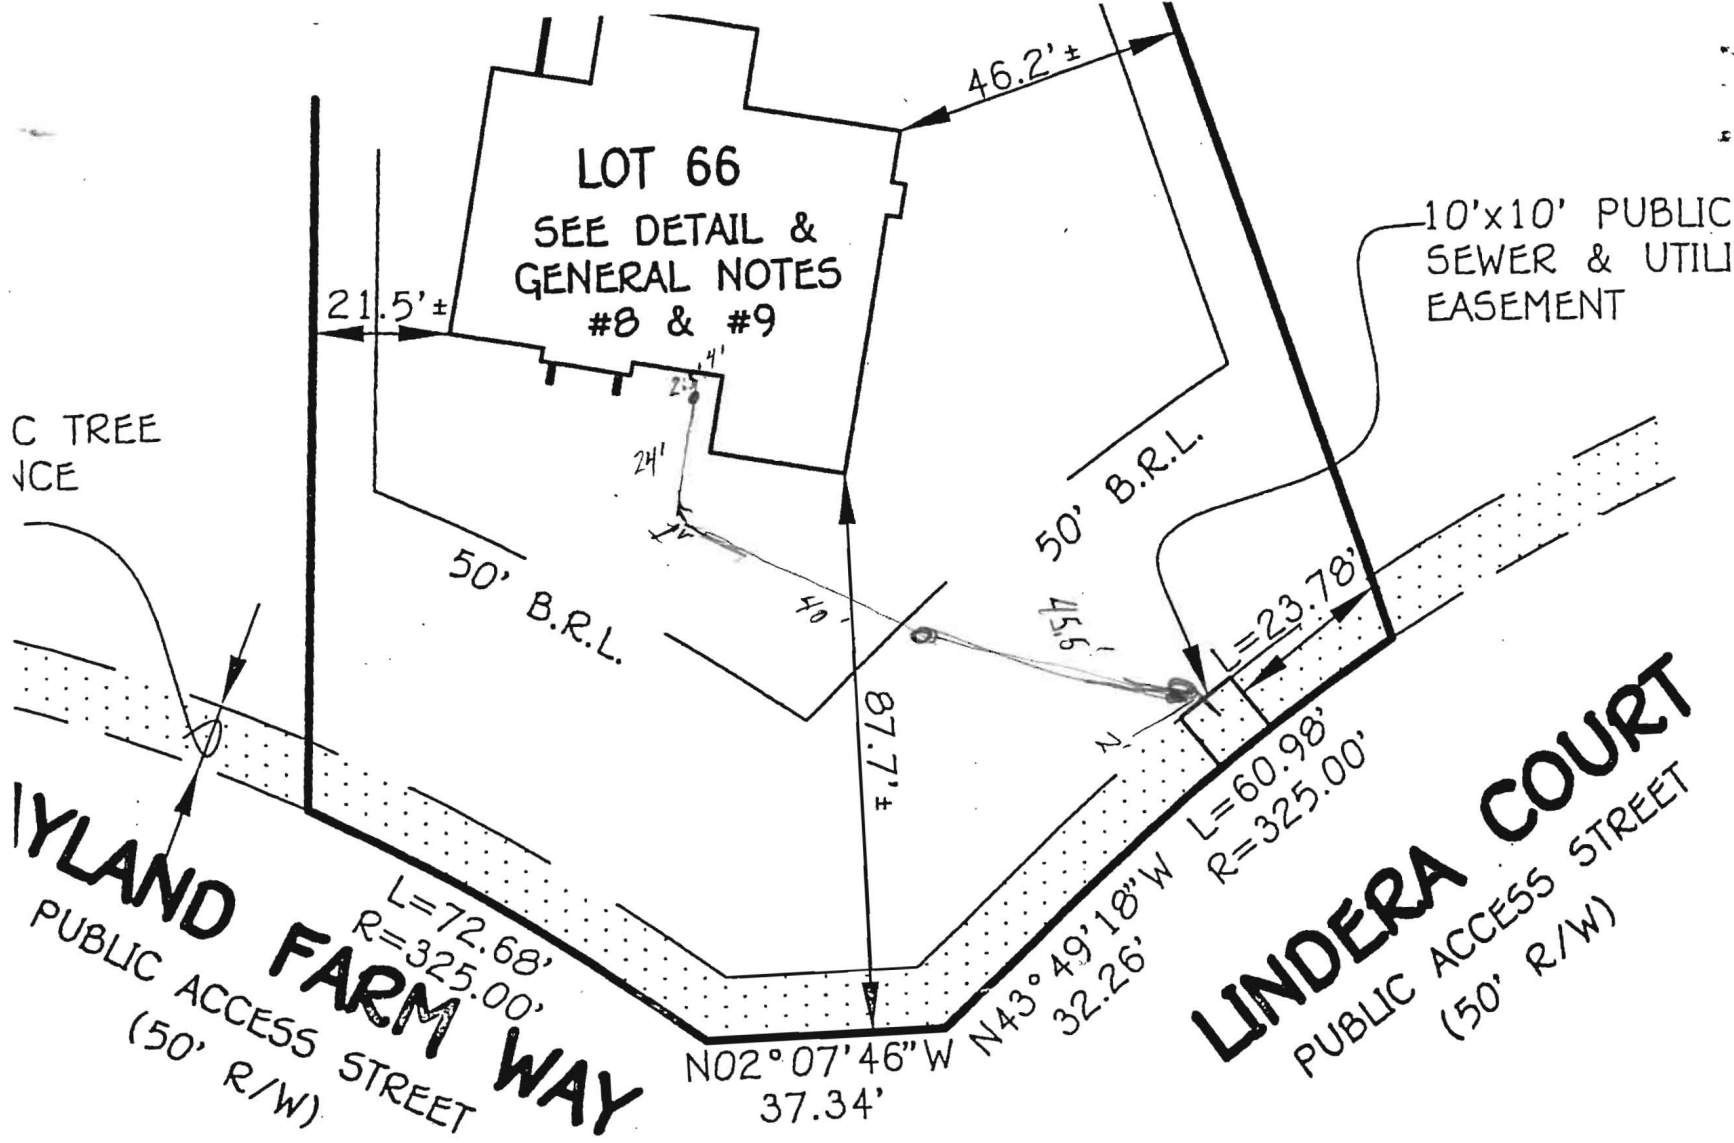 46.2'±
LOT 66
SEE DETAIL &
GENERAL NOTES
#8 & #9
10'x10' PUBLIC
SEWER & UTILI
EASEMENT
21.5'±
4'
24'
C TREE
NCE
50' B.R.L.
50' B.R.L.
40'
45.5'
L=23.78'
87.7'±
L=60.98'
R=325.00'
YLAND FARM WAY
PUBLIC ACCESS STREET
(50' R/W)
L=72.68'
R=325.00'
N02°07'46"W
37.34'
N43°49'18"W
32.26'
LINDERA COURT
PUBLIC ACCESS STREET
(50' R/W)